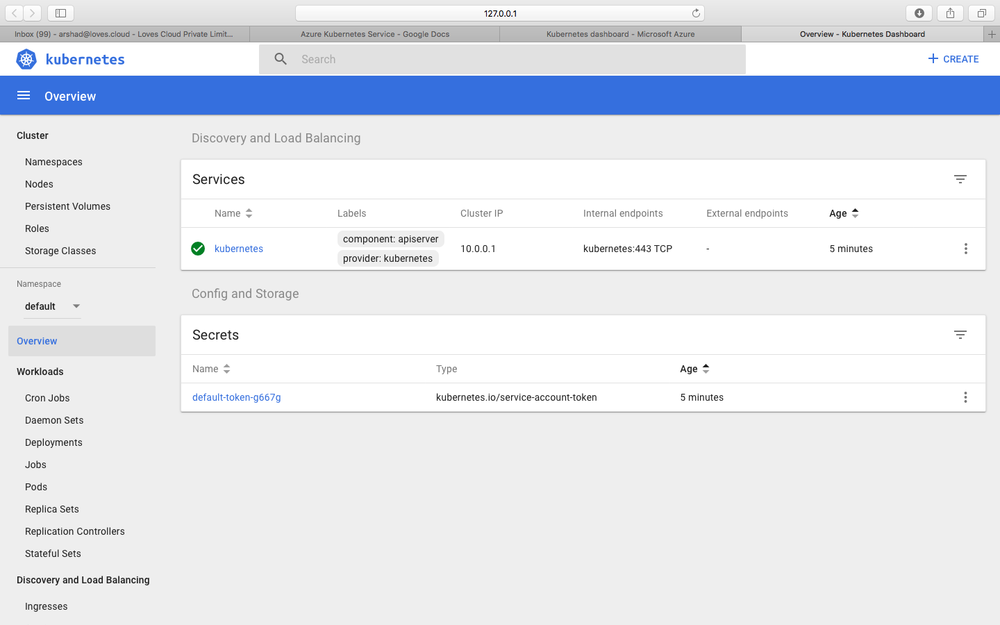 127.0.0.1
Inbox (99) - arshad@loves.cloud - Loves Cloud Private Limit...
Azure Kubernetes Service - Google Docs
Kubernetes dashboard - Microsoft Azure
Overview - Kubernetes Dashboard
kubernetes
Search
CREATE
Overview
Cluster
Namespaces
Nodes
Persistent Volumes
Roles
Storage Classes
Namespace
default
Overview
Workloads
Cron Jobs
Daemon Sets
Deployments
Jobs
Pods
Replica Sets
Replication Controllers
Stateful Sets
Discovery and Load Balancing
Ingresses
Discovery and Load Balancing
Services
Name Labels Cluster IP Internal endpoints External endpoints Age
kubernetes component: apiserver 10.0.0.1 kubernetes:443 TCP - 5 minutes
provider: kubernetes
Config and Storage
Secrets
Name Type Age
default-token-g667g kubernetes.io/service-account-token 5 minutes